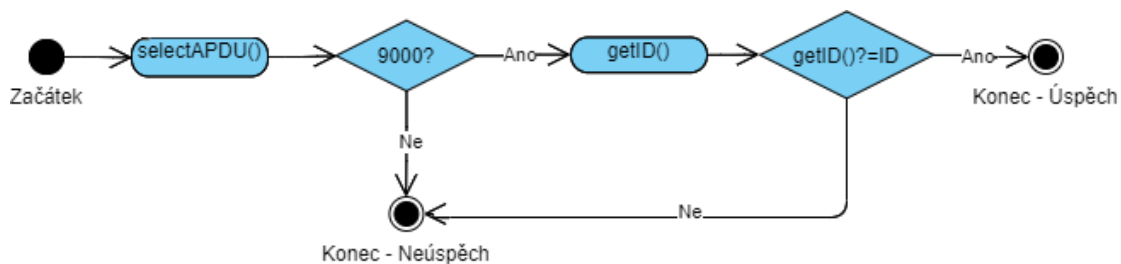 Začátek
selectAPDU()
9000?
Ano
getID()
getID()?=ID
Ano
Konec - Úspěch
Ne
Ne
Konec - Neúspěch